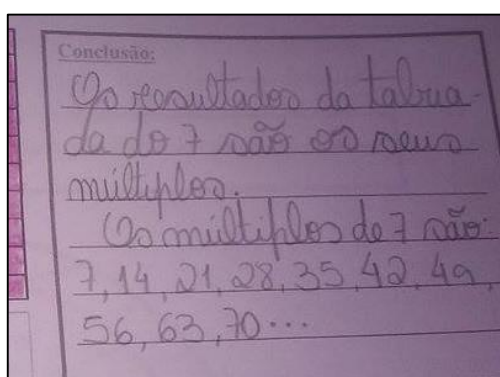 Conclusão:
Os resultados da tabua-
da do 7 são os seus
múltiplos.
Os múltiplos de 7 são:
7, 14, 21, 28, 35, 42, 49,
56, 63, 70...